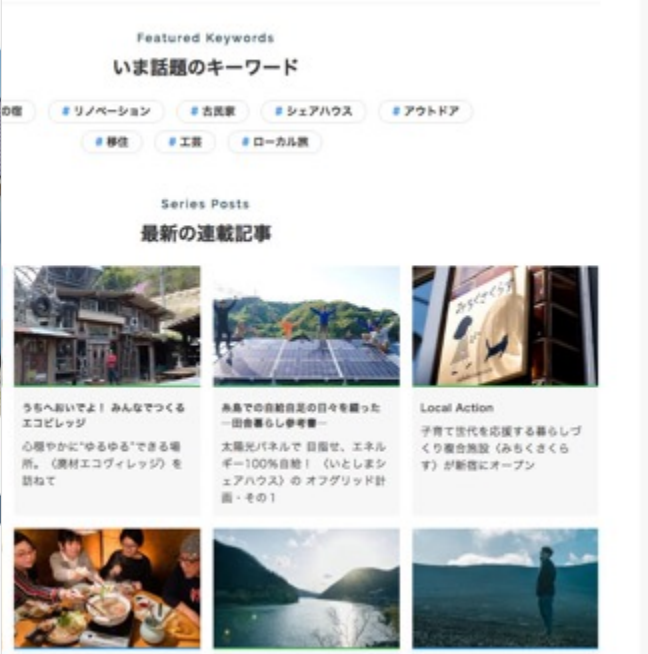 Featured Keywords
いま話題のキーワード
の宿
# リノベーション
# 古民家
# シェアハウス
# アウトドア
# 移住
# 工芸
# ローカル旅
Series Posts
最新の連載記事
みちくさくらす
うちへおいでよ! みんなでつくる
エコビレッジ
心穏やかに“ゆるゆる”できる場
所。〈廃材エコヴィレッジ〉を
訪ねて
糸島での自給自足の日々を綴った
―田舎暮らし参考書―
太陽光パネルで 目指せ、エネル
ギー100%自給! 〈いとしまシ
ェアハウス〉の オフグリッド計
画・その1
Local Action
子育て世代を応援する暮らしづ
くり複合施設〈みちくさくら
す〉が新宿にオープン